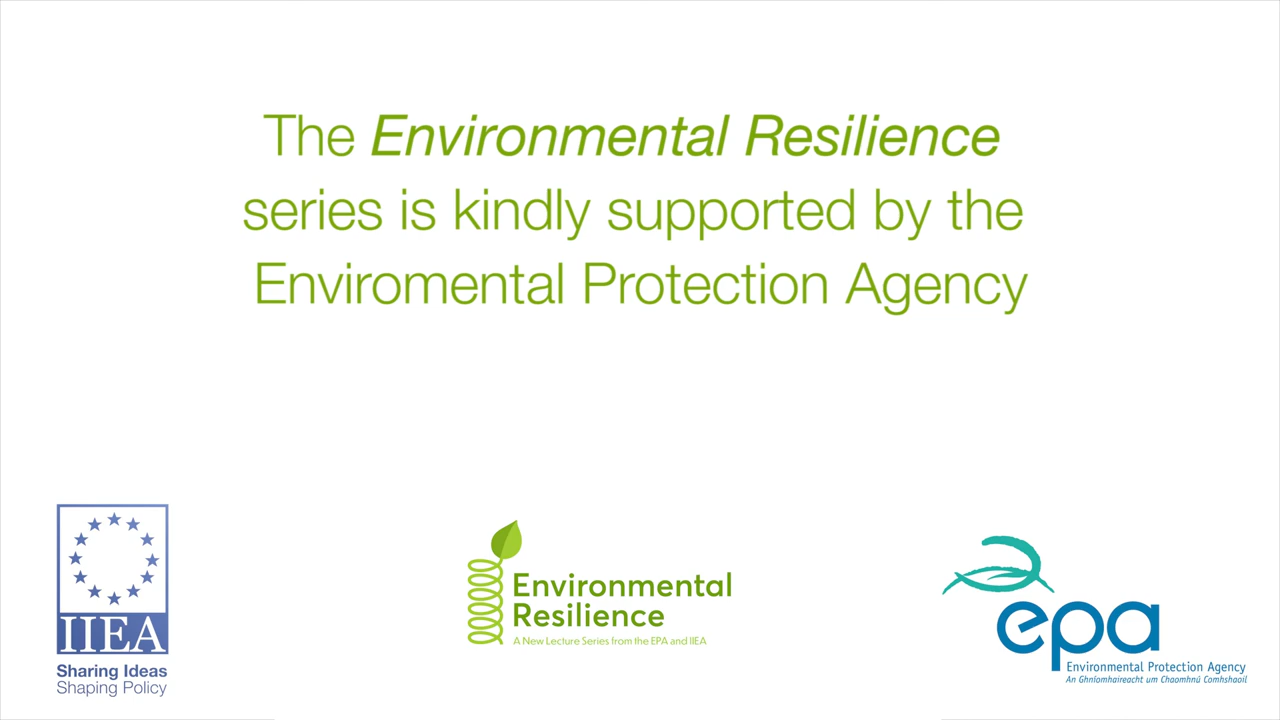 The Environmental Resilience
series is kindly supported by the
Enviromental Protection Agency
IIEA
Sharing Ideas
Shaping Policy
Environmental
Resilience
A New Lecture Series from the EPA and IIEA
epa
Environmental Protection Agency
An Ghníomhaireacht um Chaomhnú Comhshaoil